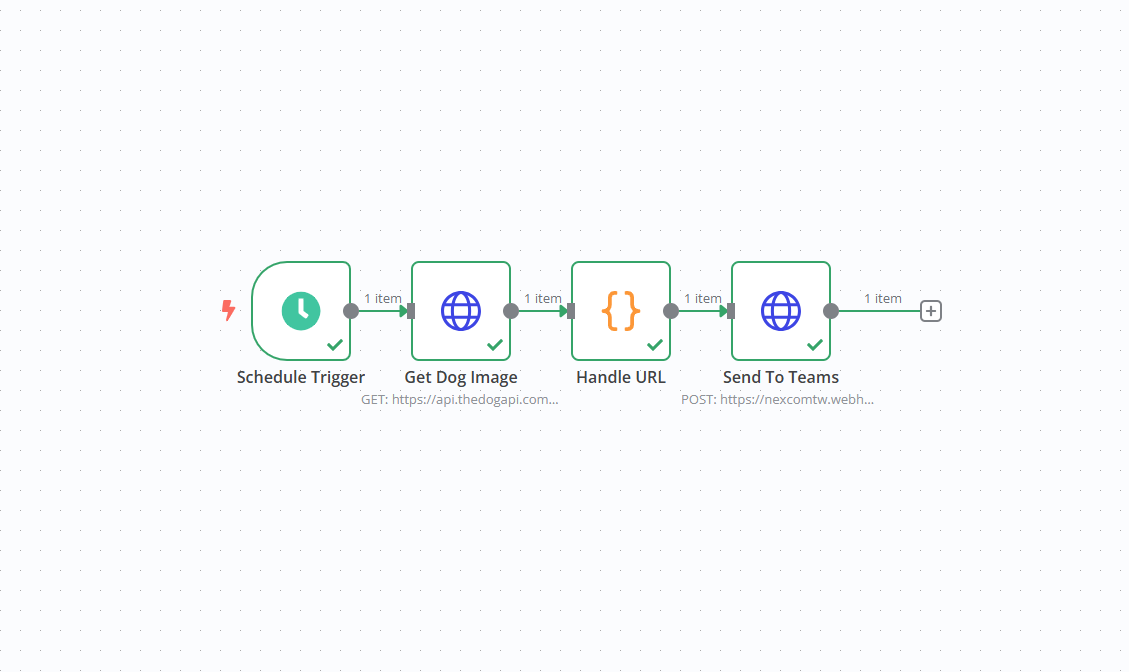 1 item
1 item
1 item
1 item
{}
Schedule Trigger
Get Dog Image
Handle URL
Send To Teams
GET: https://api.thedogapi.com...
POST: https://nexcomtw.webh...